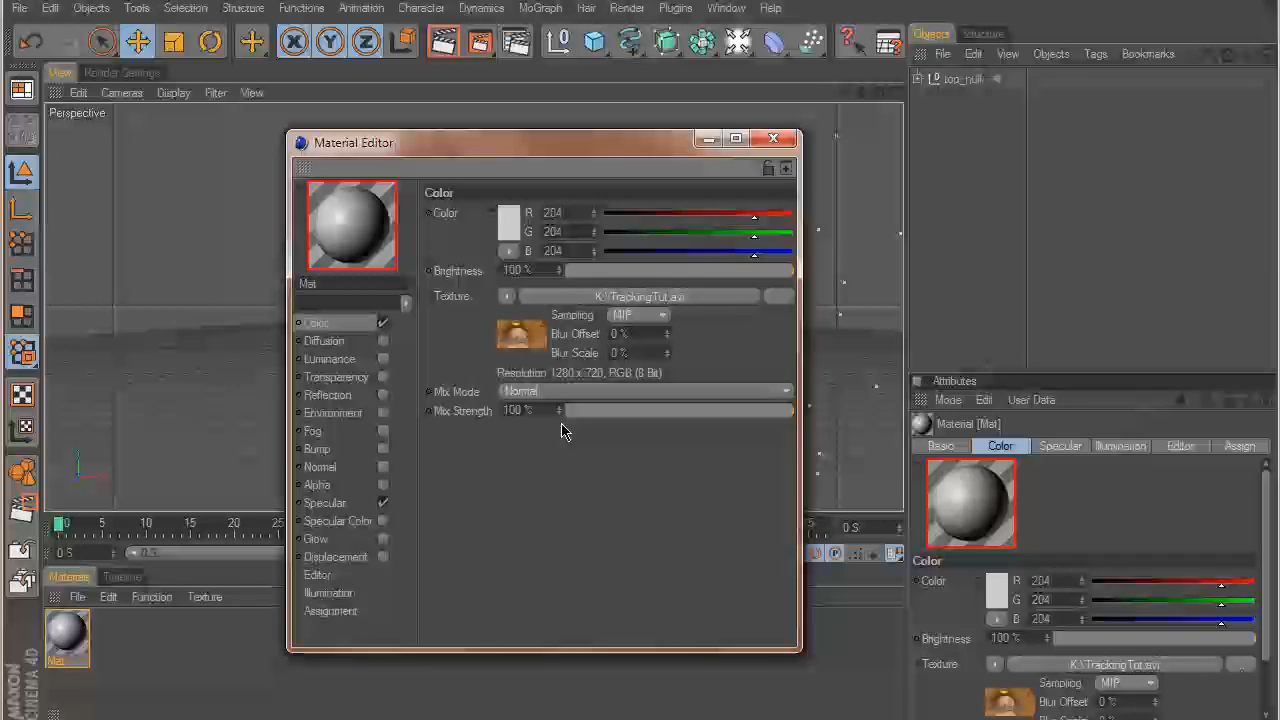 File Edit Objects Tools Selection Structure Functions Animation Character Dynamics MoGraph Hair Render Plugins Window Help
View Render Settings
Edit Cameras Display Filter View
Perspective
Objects Structure
File Edit View Objects Tags Bookmarks
top_null
Material Editor
Mat
Color
Diffusion
Luminance
Transparency
Reflection
Environment
Fog
Bump
Normal
Alpha
Specular
Specular Color
Glow
Displacement
Editor
Illumination
Assignment
Color
Color R 204
G 204
B 204
Brightness 100 %
Texture K:\TrackingTut.avi
Sampling MIP
Blur Offset 0 %
Blur Scale 0 %
Resolution 1280 x 720, RGB (8 Bit)
Mix Mode Normal
Mix Strength 100 %
Attributes
Mode Edit User Data
Material [Mat]
Basic Color Specular Illumination Editor Assign
Color
Color R 204
G 204
B 204
Brightness 100 %
Texture K:\TrackingTut.avi ...
Sampling MIP
Blur Offset 0 %
0 5 10 15 20 25
0 S
0 S 0 S
Materials Timeline
File Edit Function Texture
Mat
MAXON
CINEMA 4D